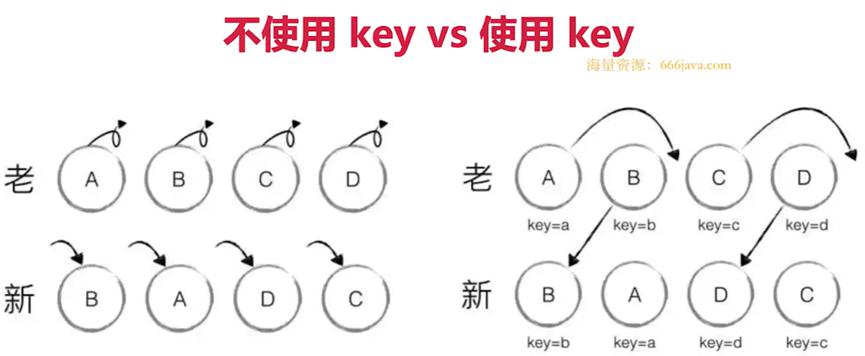 不使用 key vs 使用 key
海量资源：666java.com
老 A B C D
新 B A D C
老 A B C D
key=a key=b key=c key=d
新 B A D C
key=b key=a key=d key=c